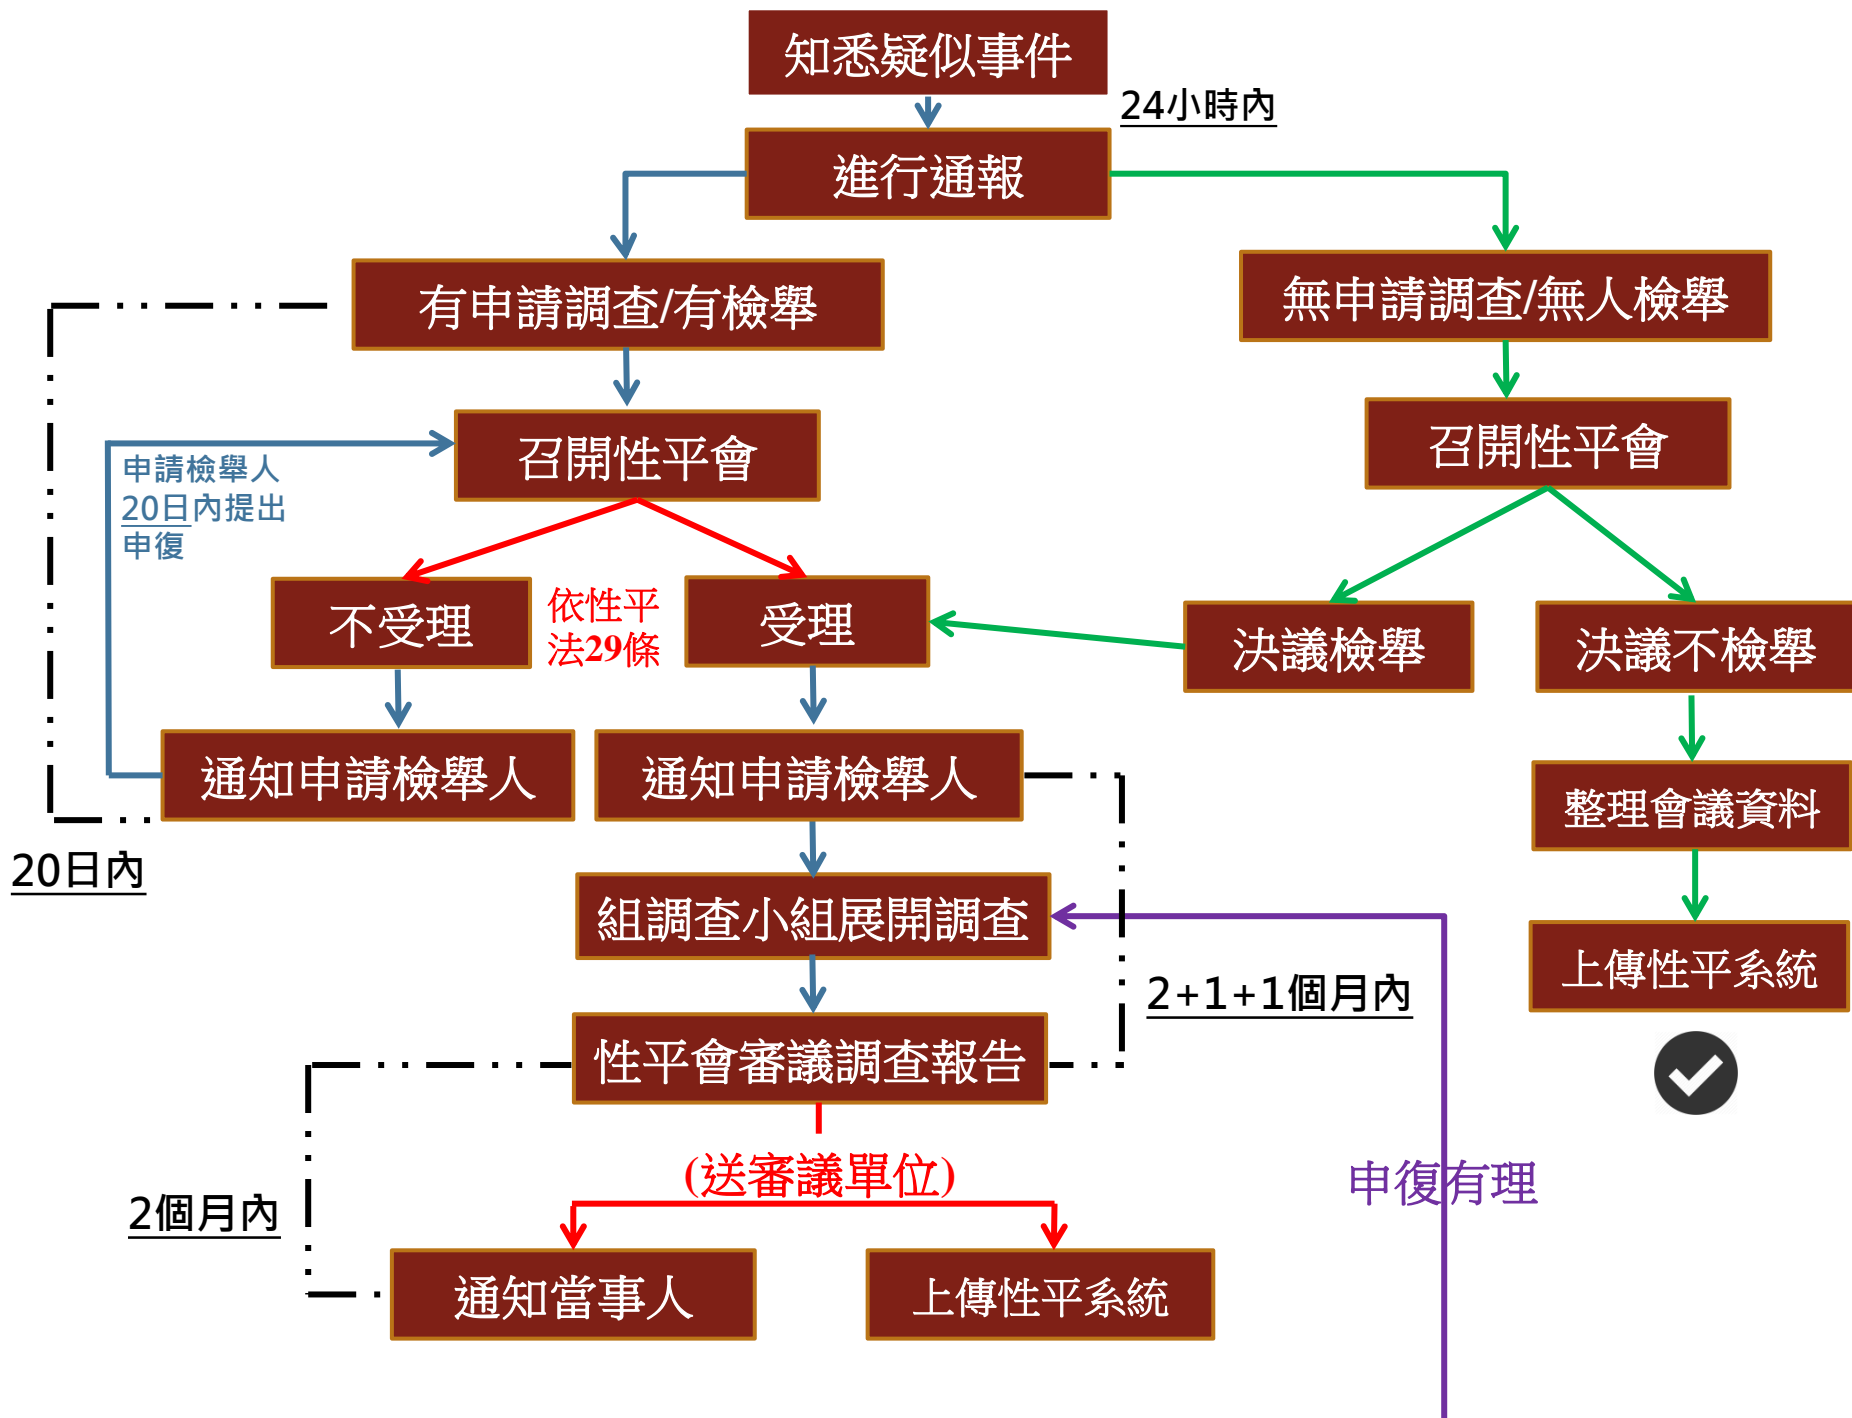 知悉疑似事件
24小時內
進行通報
有申請調查/有檢舉
無申請調查/無人檢舉
召開性平會
召開性平會
申請檢舉人
20日內提出
申復
不受理
依性平
法29條
受理
決議檢舉
決議不檢舉
通知申請檢舉人
通知申請檢舉人
整理會議資料
20日內
組調查小組展開調查
上傳性平系統
2+1+1個月內
性平會審議調查報告
(送審議單位)
申復有理
2個月內
通知當事人
上傳性平系統